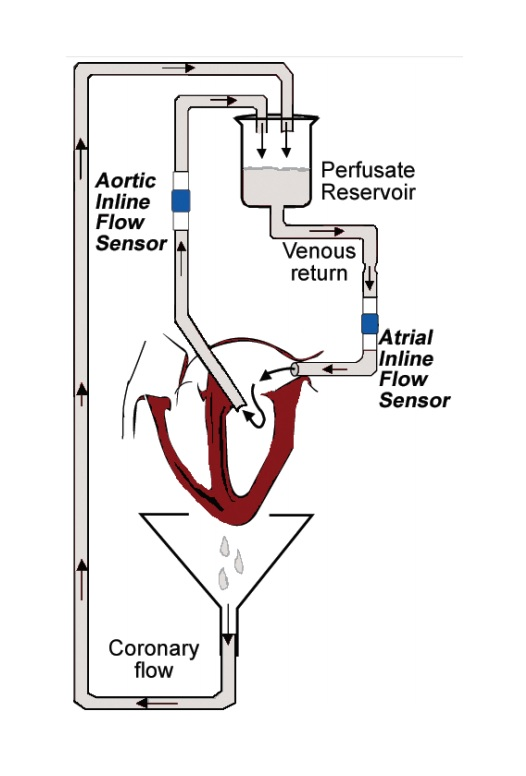 Aortic
Inline
Flow
Sensor
Perfusate
Reservoir
Venous
return
Atrial
Inline
Flow
Sensor
Coronary
flow